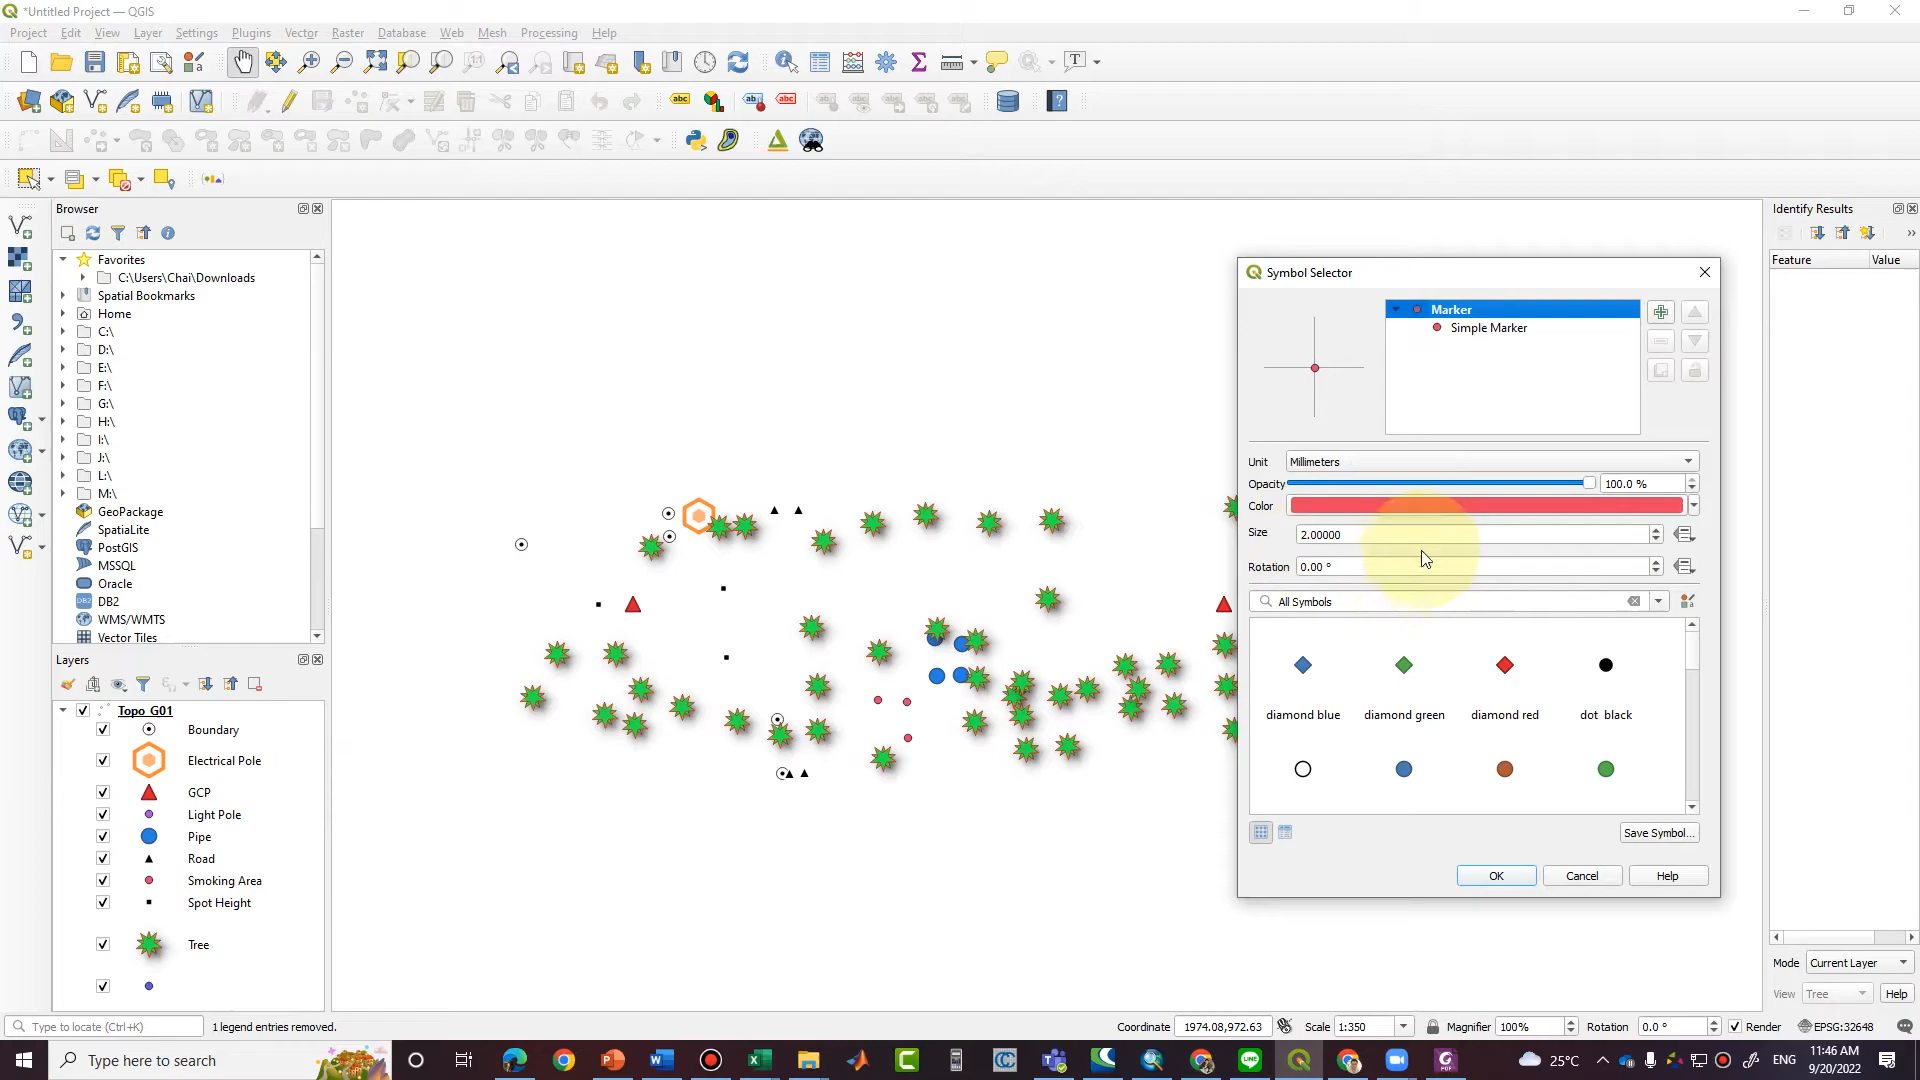 *Untitled Project — QGIS
Project Edit View Layer Settings Plugins Vector Raster Database Web Mesh Processing Help
Browser
Favorites
C:\Users\Chai\Downloads
Spatial Bookmarks
Home
C:\
D:\
E:\
F:\
G:\
H:\
I:\
J:\
L:\
M:\
GeoPackage
SpatiaLite
PostGIS
MSSQL
Oracle
DB2
WMS/WMTS
Vector Tiles
Layers
Topo_G01
Boundary
Electrical Pole
GCP
Light Pole
Pipe
Road
Smoking Area
Spot Height
Tree
Symbol Selector
Marker
Simple Marker
Unit Millimeters
Opacity 100.0 %
Color
Size 2.00000
Rotation 0.00 °
All Symbols
diamond blue diamond green diamond red dot black
Save Symbol...
OK Cancel Help
Identify Results
Feature Value
Mode Current Layer
View Tree Help
Type to locate (Ctrl+K) 1 legend entries removed. Coordinate 1974.08,972.63 Scale 1:350 Magnifier 100% Rotation 0.0 ° Render EPSG:32648
Type here to search 25°C ENG 11:46 AM
9/20/2022